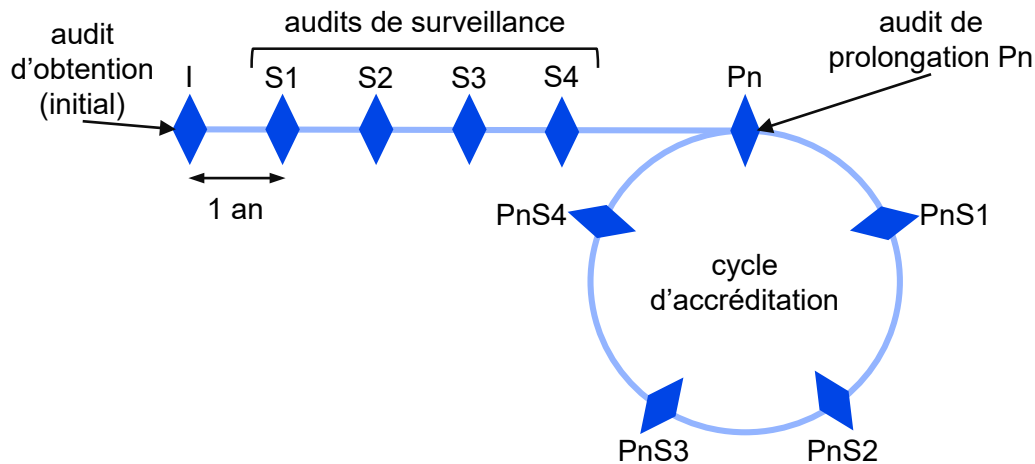 audit
d'obtention
(initial)
audits de surveillance
audit de
prolongation Pn
I
S1
S2
S3
S4
Pn
1 an
PnS4
PnS1
cycle
d’accréditation
PnS3
PnS2